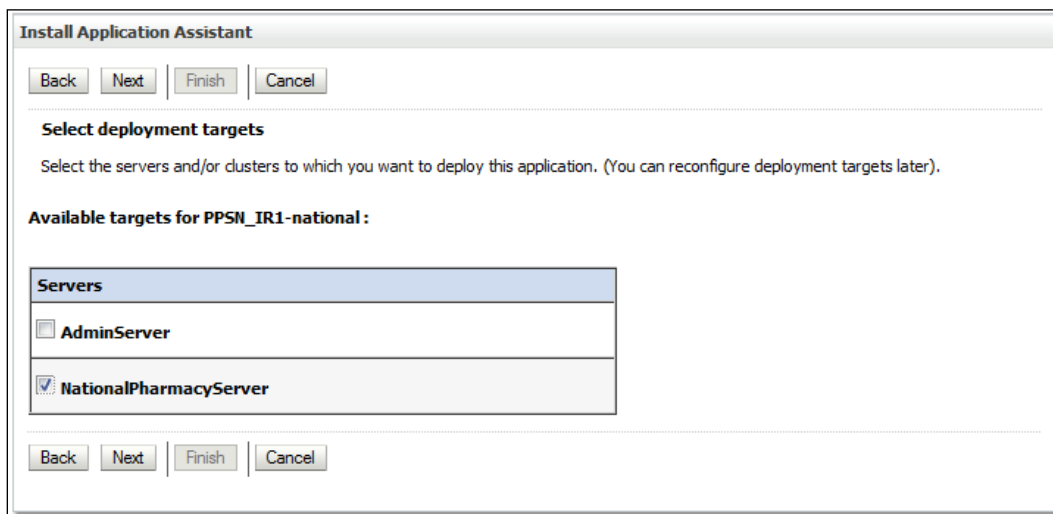 Install Application Assistant
Back Next Finish Cancel
Select deployment targets
Select the servers and/or clusters to which you want to deploy this application. (You can reconfigure deployment targets later).
Available targets for PPSN_IR1-national :
Servers
AdminServer
NationalPharmacyServer
Back Next Finish Cancel